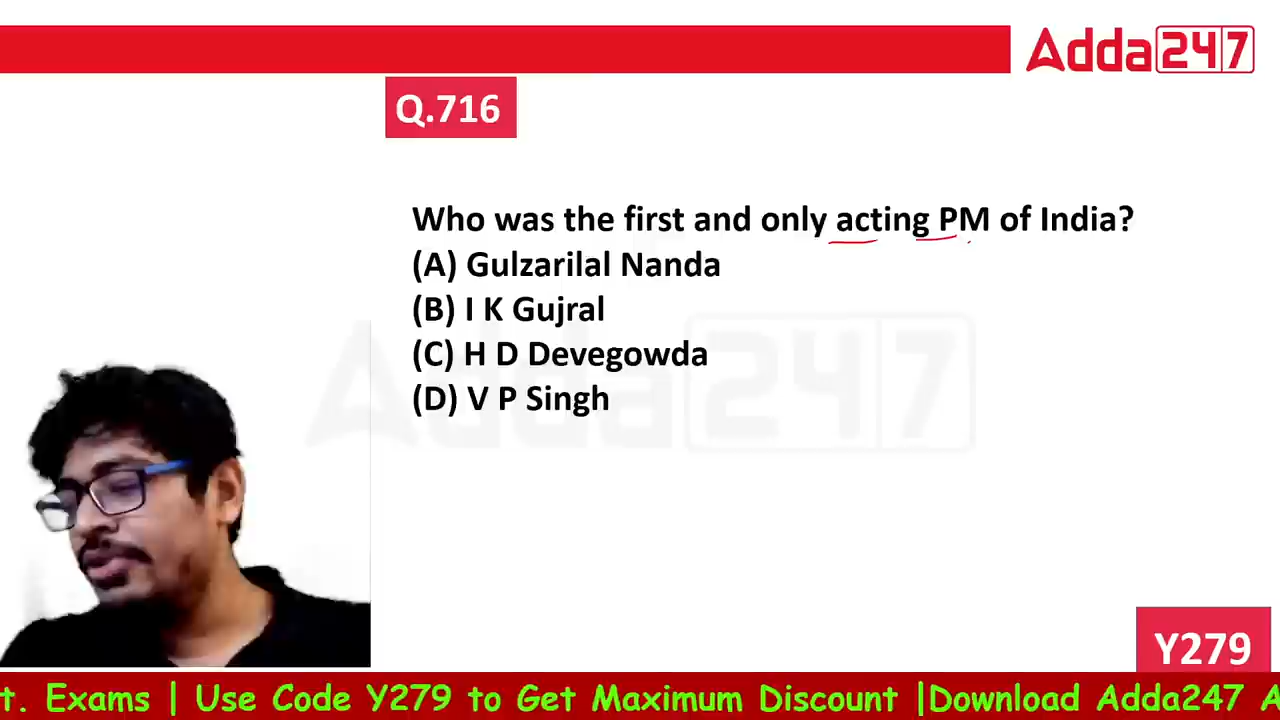 Adda247
Q.716
Who was the first and only acting PM of India?
(A) Gulzarilal Nanda
(B) I K Gujral
(C) H D Devegowda
(D) V P Singh
Adda247
Y279
t. Exams | Use Code Y279 to Get Maximum Discount |Download Adda247 A